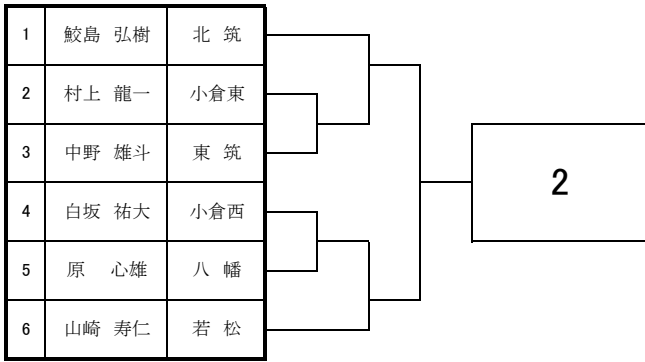 1 鮫島 弘樹 北 筑
2 村上 龍一 小倉東
3 中野 雄斗 東 筑
4 白坂 祐大 小倉西
5 原 心雄 八 幡
6 山崎 寿仁 若 松
2